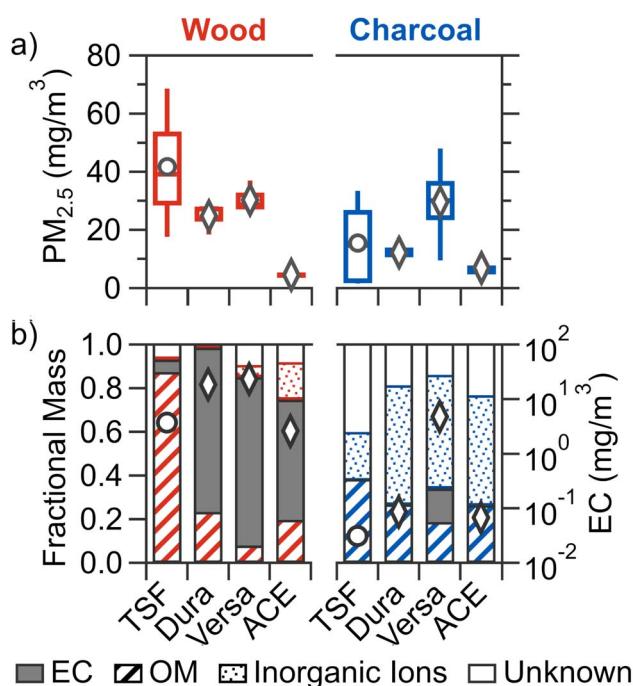 Wood Charcoal
a)
PM2.5 (mg/m3)
80
60
40
20
0
b)
Fractional Mass
1.0
0.8
0.6
0.4
0.2
0.0
10^2
10^1
10^0
10^-1
10^-2
EC (mg/m3)
TSF Dura Versa ACE TSF Dura Versa ACE
EC OM Inorganic Ions Unknown